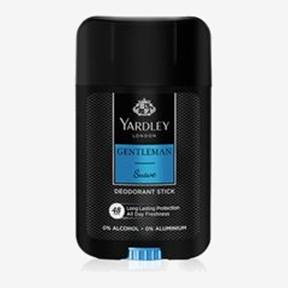 YARDLEY
LONDON
GENTLEMAN
Suave
DEODORANT STICK
48 Long Lasting Protection
All Day Freshness
0% ALCOHOL • 0% ALUMINIUM